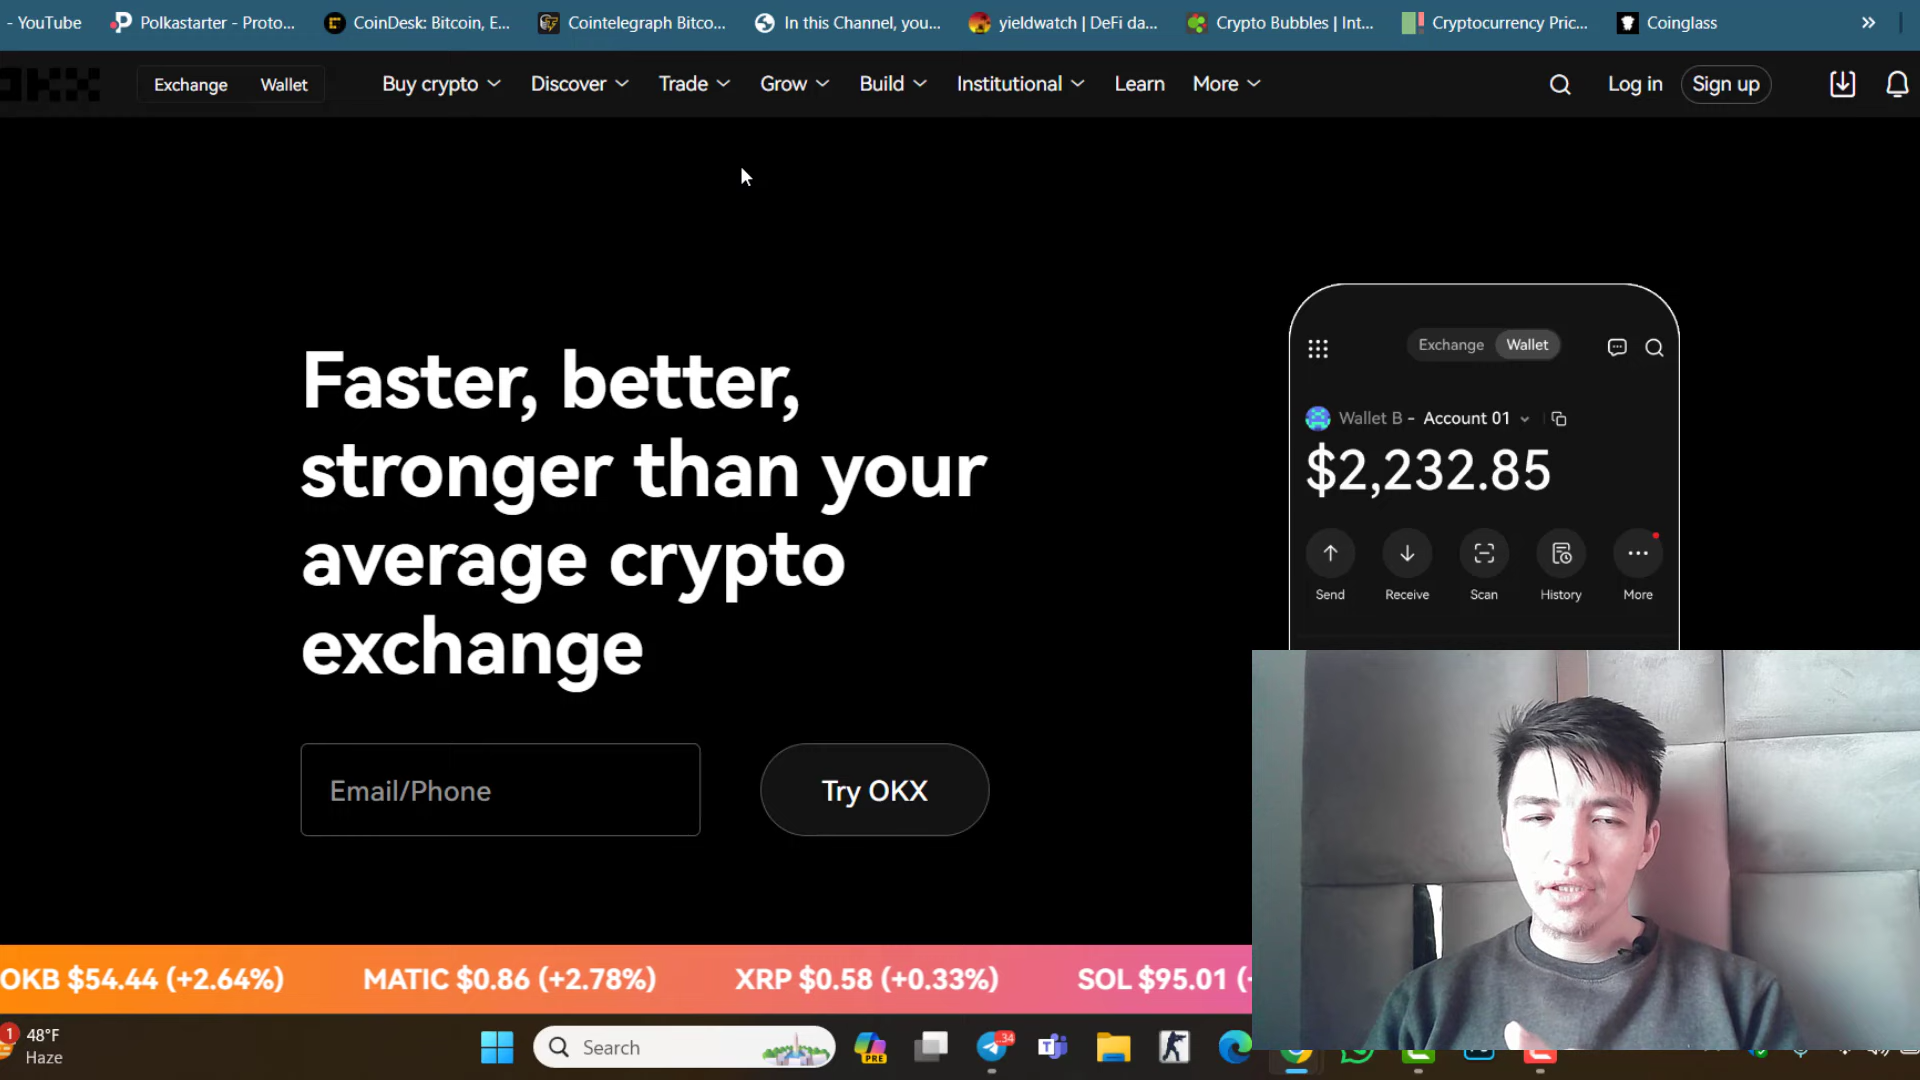 - YouTube
Polkastarter - Proto...
CoinDesk: Bitcoin, E...
Cointelegraph Bitco...
In this Channel, you...
yieldwatch | DeFi da...
Crypto Bubbles | Int...
Cryptocurrency Pric...
Coinglass
OKX
Exchange
Wallet
Buy crypto
Discover
Trade
Grow
Build
Institutional
Learn
More
Log in
Sign up
Faster, better,
stronger than your
average crypto
exchange
Email/Phone
Try OKX
Exchange
Wallet
Wallet B - Account 01
$2,232.85
Send
Receive
Scan
History
More
OKB $54.44 (+2.64%)
MATIC $0.86 (+2.78%)
XRP $0.58 (+0.33%)
SOL $95.01 (-
1
48°F
Haze
Search
PRE
34